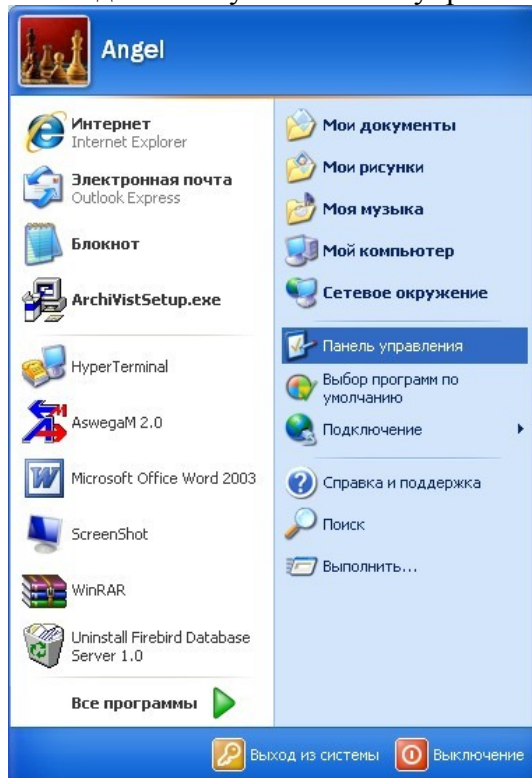 Angel
Интернет
Internet Explorer
Электронная почта
Outlook Express
Блокнот
ArchiVistSetup.exe
HyperTerminal
AswegaM 2.0
Microsoft Office Word 2003
ScreenShot
WinRAR
Uninstall Firebird Database
Server 1.0
Все программы
Мои документы
Мои рисунки
Моя музыка
Мой компьютер
Сетевое окружение
Панель управления
Выбор программ по
умолчанию
Подключение
Справка и поддержка
Поиск
Выполнить...
Выход из системы
Выключение